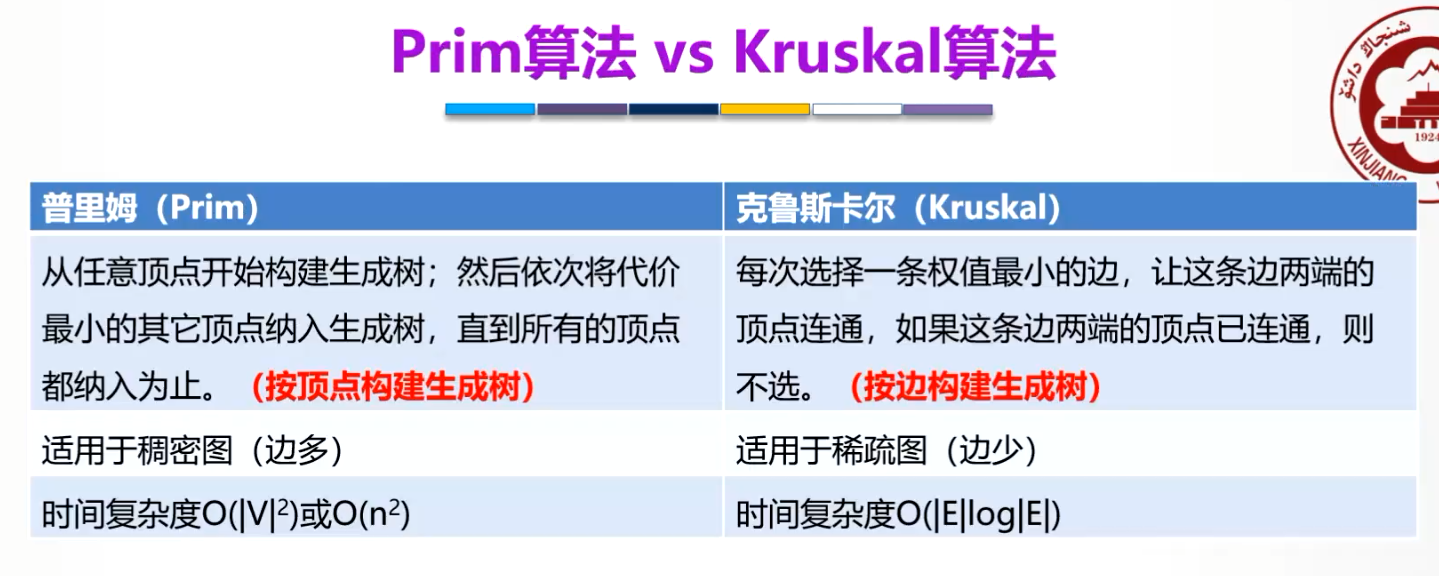 Prim算法 vs Kruskal算法
شىنجاڭ داشۆ
1924
XINJIANG
普里姆（Prim）
克鲁斯卡尔（Kruskal）
从任意顶点开始构建生成树；然后依次将代价
最小的其它顶点纳入生成树，直到所有的顶点
都纳入为止。（按顶点构建生成树）
每次选择一条权值最小的边，让这条边两端的
顶点连通，如果这条边两端的顶点已连通，则
不选。（按边构建生成树）
适用于稠密图（边多）
适用于稀疏图（边少）
时间复杂度O(|V|²)或O(n²)
时间复杂度O(|E|log|E|)